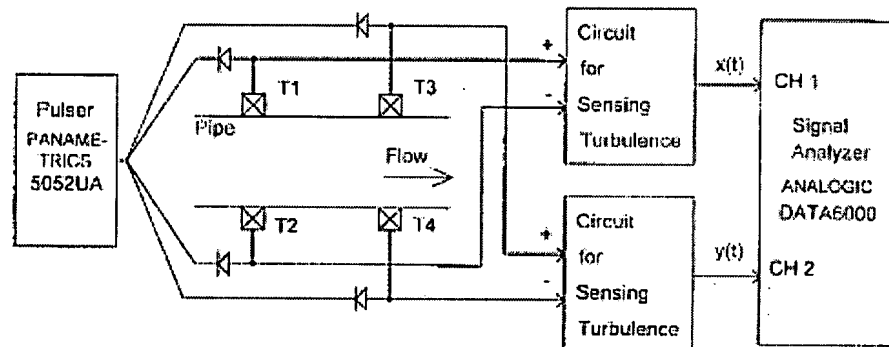 Pulser
PANAME-
TRICS
5052UA
T1
T3
Pipe
Flow
T2
T4
+
-
Circuit
for
Sensing
Turbulence
+
-
Circuit
for
Sensing
Turbulence
x(t)
y(t)
CH 1
Signal
Analyzer
ANALOGIC
DATA6000
CH 2